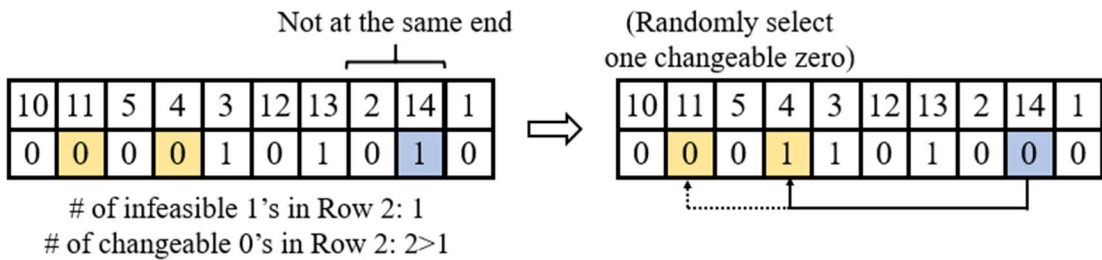 Not at the same end
(Randomly select
one changeable zero)
10 11 5 4 3 12 13 2 14 1
0 0 0 0 1 0 1 0 1 0
10 11 5 4 3 12 13 2 14 1
0 0 0 1 1 0 1 0 0 0
# of infeasible 1's in Row 2: 1
# of changeable 0's in Row 2: 2>1